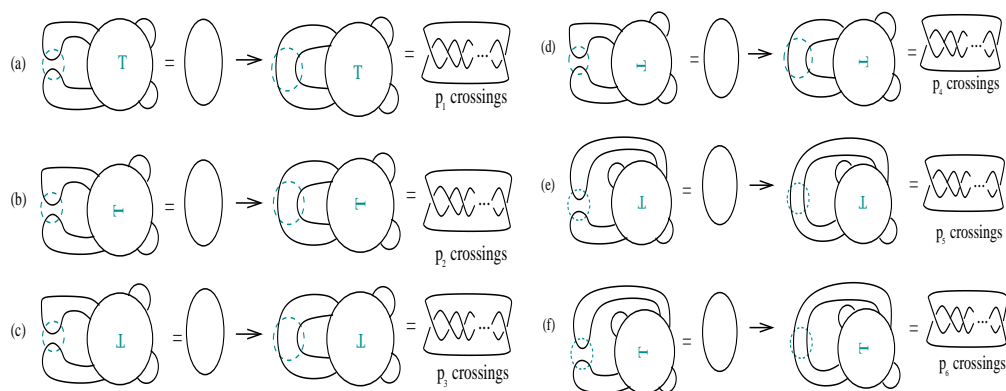 (a) T = T = ... p₁ crossings
(b) T = T = ... p₂ crossings
(c) T = T = ... p₃ crossings
(d) T = T = ... p₄ crossings
(e) T = T = ... p₅ crossings
(f) T = T = ... p₆ crossings